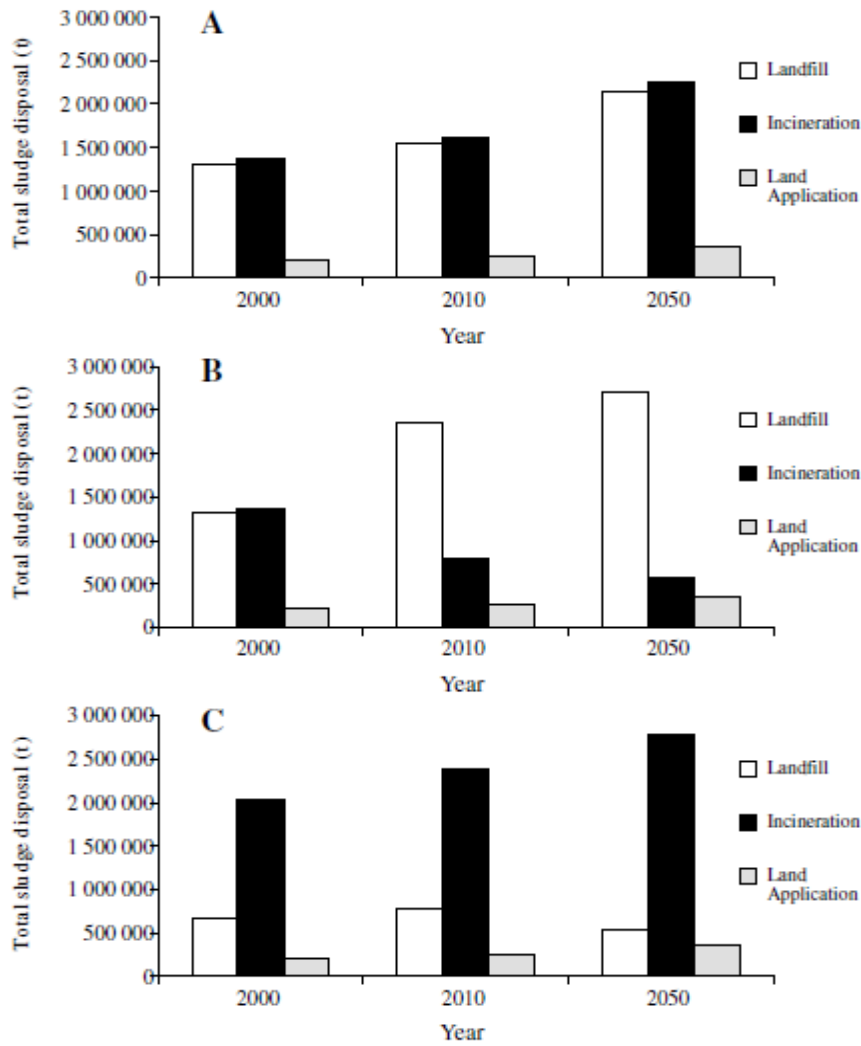 A
Total sludge disposal (t)
3 000 000
2 500 000
2 000 000
1 500 000
1 000 000
500 000
0
2000
2010
2050
Year
Landfill
Incineration
Land
Application
B
Total sludge disposal (t)
3 000 000
2 500 000
2 000 000
1 500 000
1 000 000
500 000
0
2000
2010
2050
Year
Landfill
Incineration
Land
Application
C
Total sludge disposal (t)
3 000 000
2 500 000
2 000 000
1 500 000
1 000 000
500 000
0
2000
2010
2050
Year
Landfill
Incineration
Land
Application